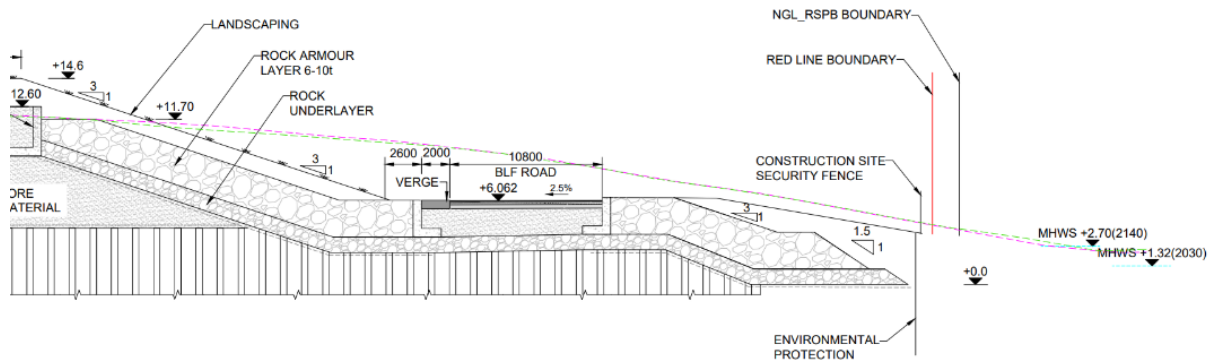 LANDSCAPING
NGL_RSPB BOUNDARY
+14.6
ROCK ARMOUR
LAYER 6-10t
RED LINE BOUNDARY
3
1
12.60
ROCK
UNDERLAYER
+11.70
3
1
2600
2000
10800
BLF ROAD
CONSTRUCTION SITE
SECURITY FENCE
VERGE
+6.062
2.5%
ORE
MATERIAL
3
1
1.5
1
MHWS +2.70(2140)
MHWS +1.32(2030)
+0.0
ENVIRONMENTAL
PROTECTION